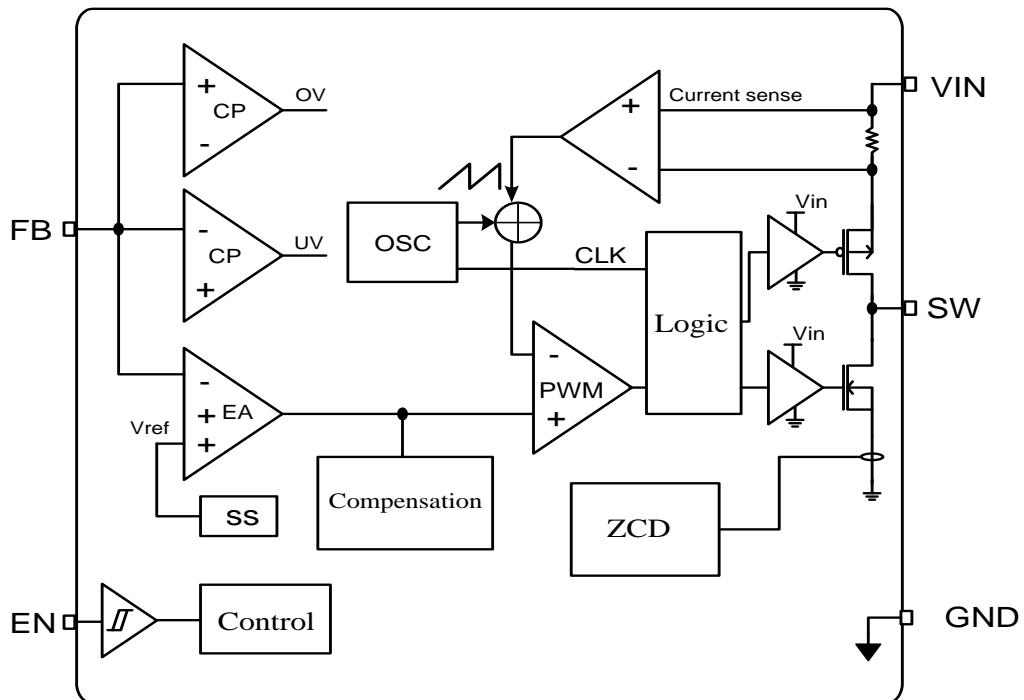 +
CP
-
OV
-
CP
+
UV
FB
-
+
+
EA
Vref
SS
Compensation
EN
Control
Current sense
+
-
VIN
OSC
CLK
Logic
Vin
SW
-
PWM
+
Vin
ZCD
GND